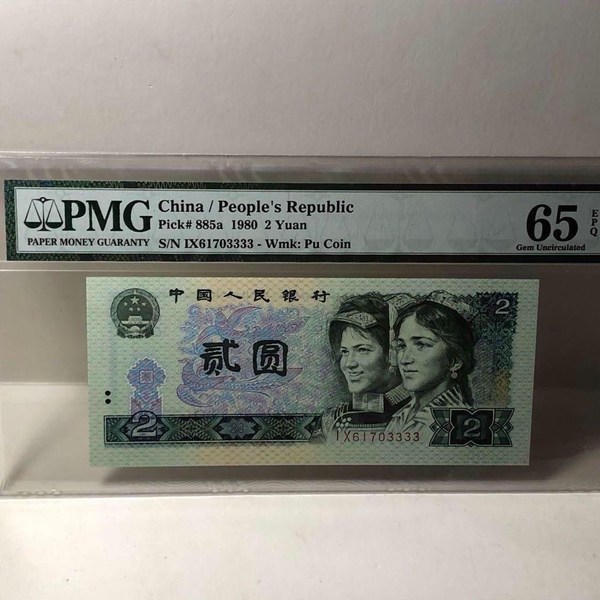 PMG
PAPER MONEY GUARANTY
China / People's Republic
Pick# 885a 1980 2 Yuan
S/N IX61703333 - Wmk: Pu Coin
65
EPQ
Gem Uncirculated
中国人民银行
2
贰圆
2
IX61703333
2